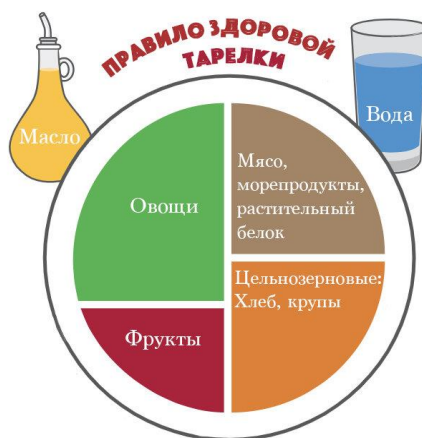 ПРАВИЛО ЗДОРОВОЙ
ТАРЕЛКИ
Масло
Вода
Овощи
Мясо,
морепродукты,
растительный
белок
Фрукты
Цельнозерновые:
Хлеб, крупы